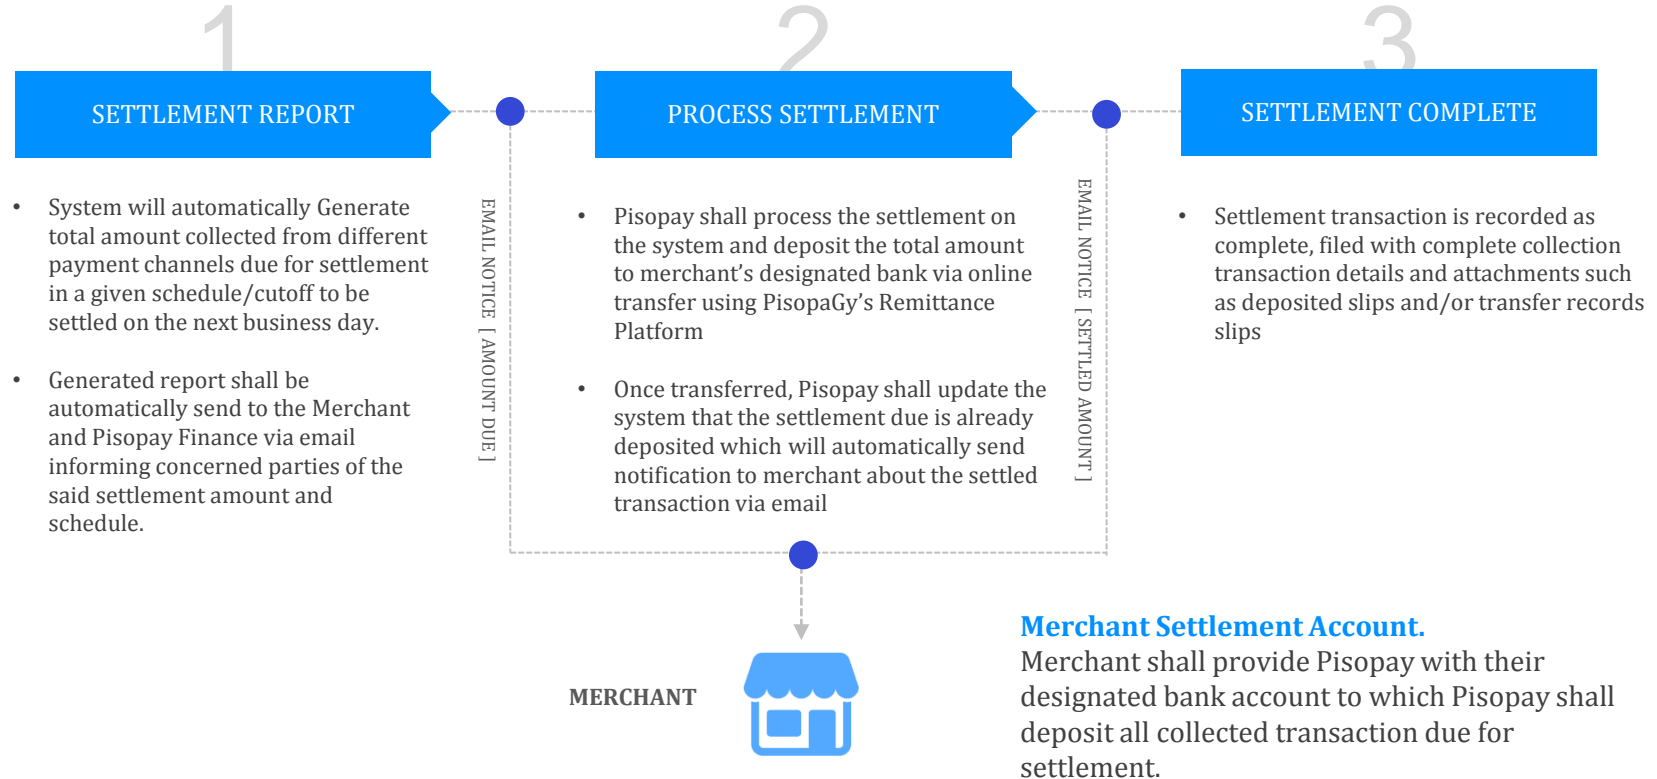 1
SETTLEMENT REPORT
• System will automatically Generate
total amount collected from different
payment channels due for settlement
in a given schedule/cutoff to be
settled on the next business day.
• Generated report shall be
automatically send to the Merchant
and Pisopay Finance via email
informing concerned parties of the
said settlement amount and
schedule.
EMAIL NOTICE [ AMOUNT DUE ]
2
PROCESS SETTLEMENT
• Pisopay shall process the settlement on
the system and deposit the total amount
to merchant’s designated bank via online
transfer using PisopaGy’s Remittance
Platform
• Once transferred, Pisopay shall update the
system that the settlement due is already
deposited which will automatically send
notification to merchant about the settled
transaction via email
EMAIL NOTICE [ SETTLED AMOUNT ]
3
SETTLEMENT COMPLETE
• Settlement transaction is recorded as
complete, filed with complete collection
transaction details and attachments such
as deposited slips and/or transfer records
slips
MERCHANT
Merchant Settlement Account.
Merchant shall provide Pisopay with their
designated bank account to which Pisopay shall
deposit all collected transaction due for
settlement.